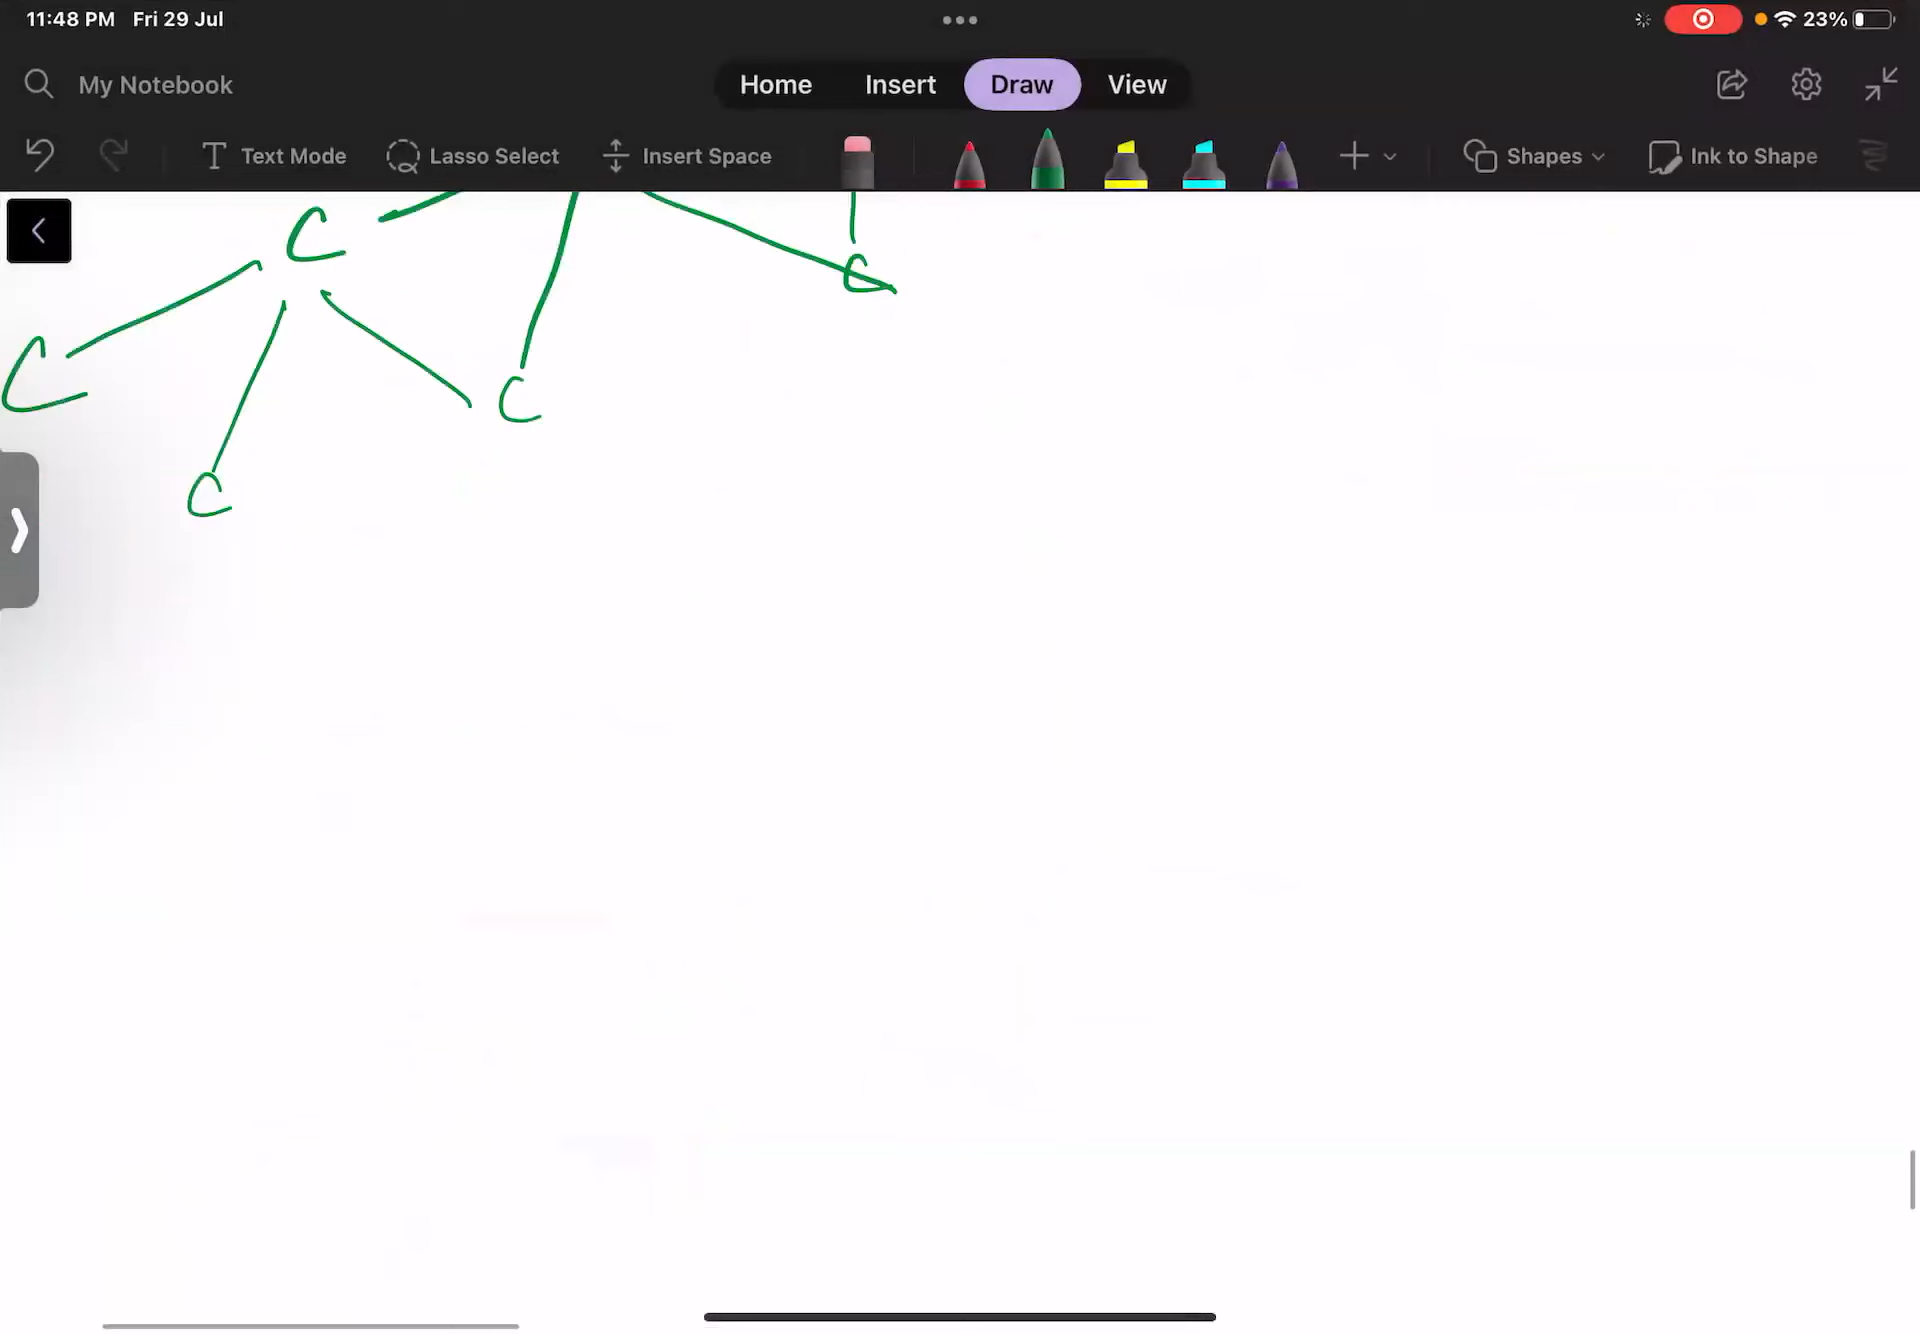 11:48 PM Fri 29 Jul
23%
My Notebook
Home Insert Draw View
Text Mode Lasso Select Insert Space Shapes Ink to Shape
C
C
C
C
C